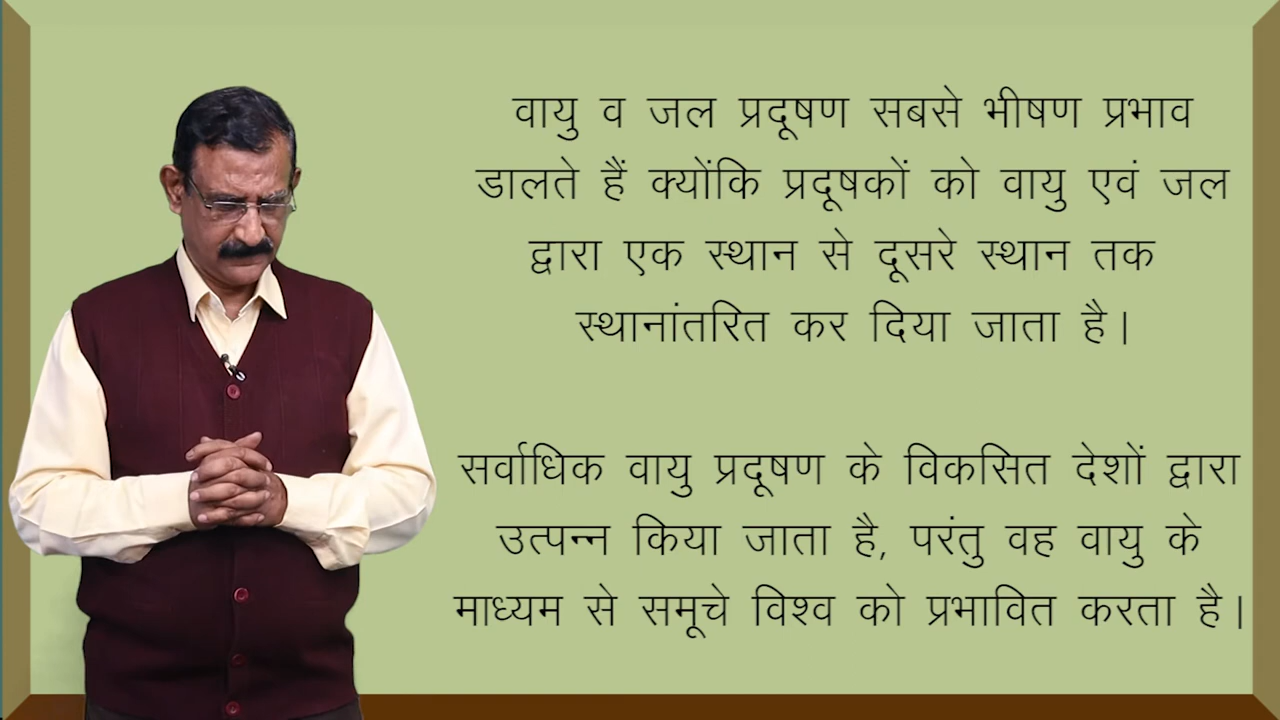 वायु व जल प्रदूषण सबसे भीषण प्रभाव
डालते हैं क्योंकि प्रदूषकों को वायु एवं जल
द्वारा एक स्थान से दूसरे स्थान तक
स्थानांतरित कर दिया जाता है।
सर्वाधिक वायु प्रदूषण के विकसित देशों द्वारा
उत्पन्न किया जाता है, परंतु वह वायु के
माध्यम से समूचे विश्व को प्रभावित करता है।